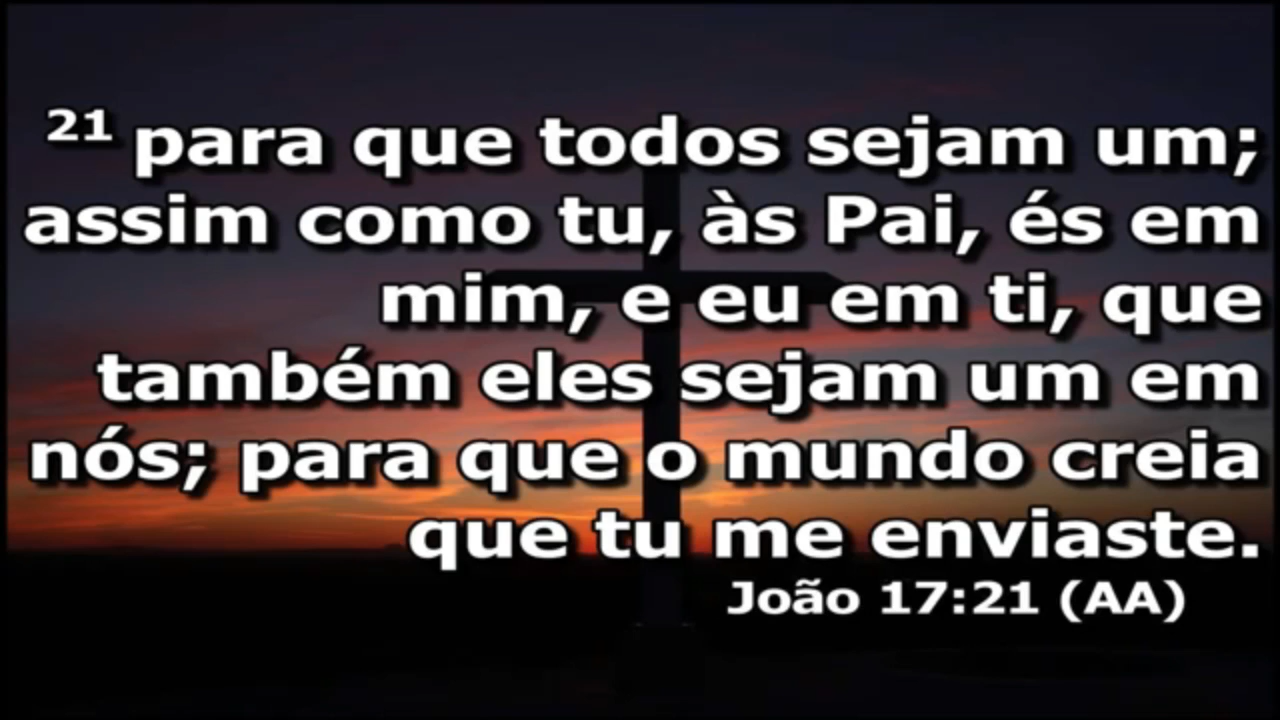 21 para que todos sejam um;
assim como tu, às Pai, és em
mim, e eu em ti, que
também eles sejam um em
nós; para que o mundo creia
que tu me enviaste.
João 17:21 (AA)